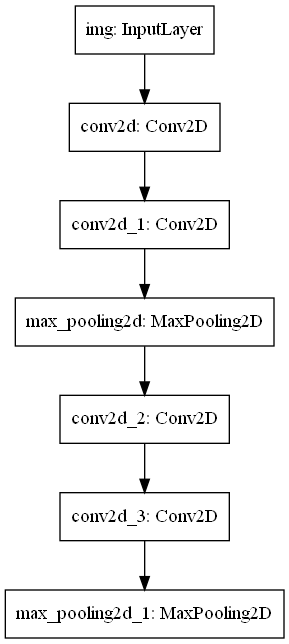 img: InputLayer
conv2d: Conv2D
conv2d_1: Conv2D
max_pooling2d: MaxPooling2D
conv2d_2: Conv2D
conv2d_3: Conv2D
max_pooling2d_1: MaxPooling2D